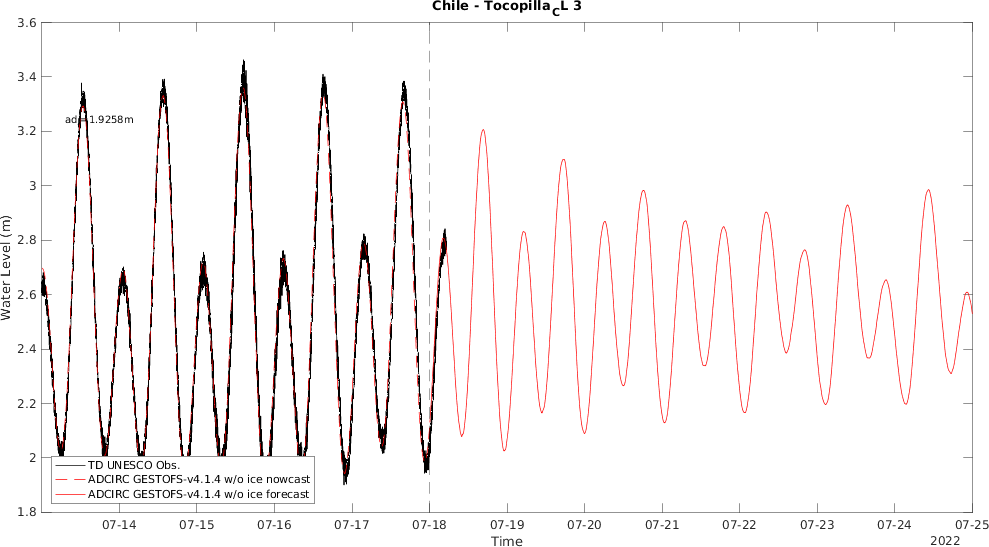 Chile - Tocopilla_CL 3
Water Level (m)
3.6
3.4
3.2
3
2.8
2.6
2.4
2.2
2
1.8
adj=1.9258m
TD UNESCO Obs.
ADCIRC GESTOFS-v4.1.4 w/o ice nowcast
ADCIRC GESTOFS-v4.1.4 w/o ice forecast
07-14 07-15 07-16 07-17 07-18 07-19 07-20 07-21 07-22 07-23 07-24 07-25
Time
2022